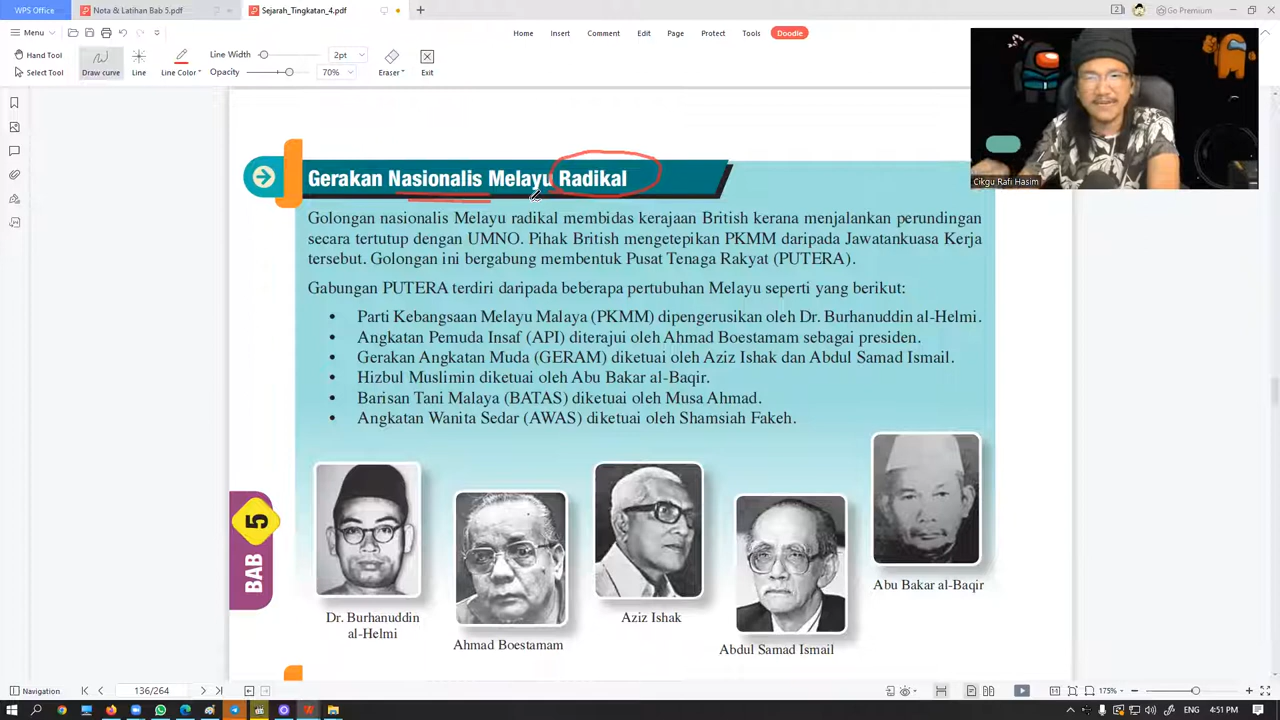 WPS Office
Nota & Latihan Bab 5.pdf
Sejarah_Tingkatan_4.pdf
Go Premium
Menu
Home
Insert
Comment
Edit
Page
Protect
Tools
Doodle
Hand Tool
Select Tool
Draw curve
Line
Line Color
Line Width
2pt
Opacity
70%
Eraser
Exit
Cikgu Rafi Hasim
Gerakan Nasionalis Melayu Radikal
Golongan nasionalis Melayu radikal membidas kerajaan British kerana menjalankan perundingan
secara tertutup dengan UMNO. Pihak British mengetepikan PKMM daripada Jawatankuasa Kerja
tersebut. Golongan ini bergabung membentuk Pusat Tenaga Rakyat (PUTERA).
Gabungan PUTERA terdiri daripada beberapa pertubuhan Melayu seperti yang berikut:
• Parti Kebangsaan Melayu Malaya (PKMM) dipengerusikan oleh Dr. Burhanuddin al-Helmi.
• Angkatan Pemuda Insaf (API) diterajui oleh Ahmad Boestamam sebagai presiden.
• Gerakan Angkatan Muda (GERAM) diketuai oleh Aziz Ishak dan Abdul Samad Ismail.
• Hizbul Muslimin diketuai oleh Abu Bakar al-Baqir.
• Barisan Tani Malaya (BATAS) diketuai oleh Musa Ahmad.
• Angkatan Wanita Sedar (AWAS) diketuai oleh Shamsiah Fakeh.
BAB 5
Dr. Burhanuddin
al-Helmi
Ahmad Boestamam
Aziz Ishak
Abdul Samad Ismail
Abu Bakar al-Baqir
Navigation
136/264
175%
4:51 PM